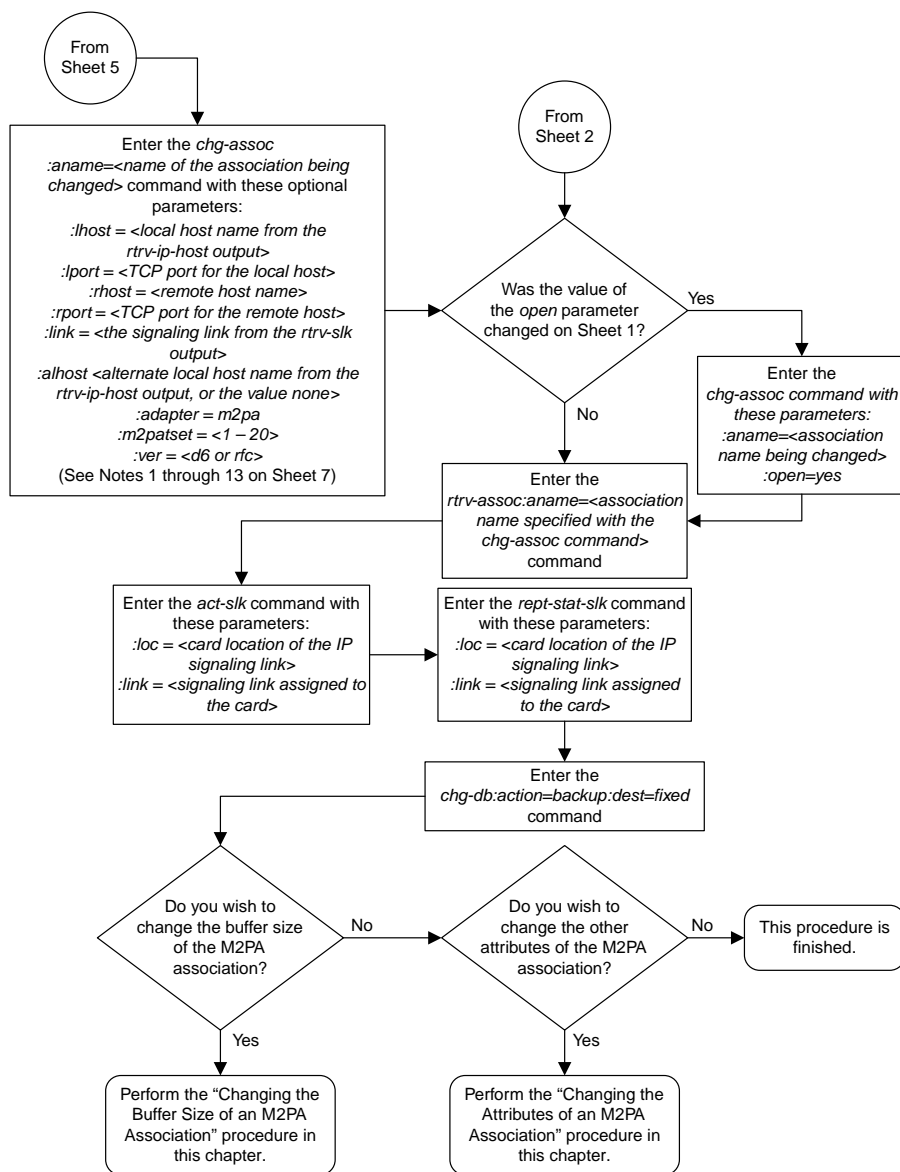 From
Sheet 5
Enter the chg-assoc
:aname=<name of the association being
changed> command with these optional
parameters:
:lhost = <local host name from the
rtrv-ip-host output>
:lport = <TCP port for the local host>
:rhost = <remote host name>
:rport = <TCP port for the remote host>
:link = <the signaling link from the rtrv-slk
output>
:alhost <alternate local host name from the
rtrv-ip-host output, or the value none>
:adapter = m2pa
:m2patset = <1 – 20>
:ver = <d6 or rfc>
(See Notes 1 through 13 on Sheet 7)
From
Sheet 2
Was the value of
the open parameter
changed on Sheet 1?
Yes
No
Enter the
chg-assoc command with
these parameters:
:aname=<association
name being changed>
:open=yes
Enter the
rtrv-assoc:aname=<association
name specified with the
chg-assoc command>
command
Enter the act-slk command with
these parameters:
:loc = <card location of the IP
signaling link>
:link = <signaling link assigned to
the card>
Enter the rept-stat-slk command
with these parameters:
:loc = <card location of the IP
signaling link>
:link = <signaling link assigned
to the card>
Enter the
chg-db:action=backup:dest=fixed
command
Do you wish to
change the buffer size
of the M2PA
association?
No
Yes
Do you wish to
change the other
attributes of the M2PA
association?
No
Yes
This procedure is
finished.
Perform the “Changing the
Buffer Size of an M2PA
Association” procedure in
this chapter.
Perform the “Changing the
Attributes of an M2PA
Association” procedure in
this chapter.